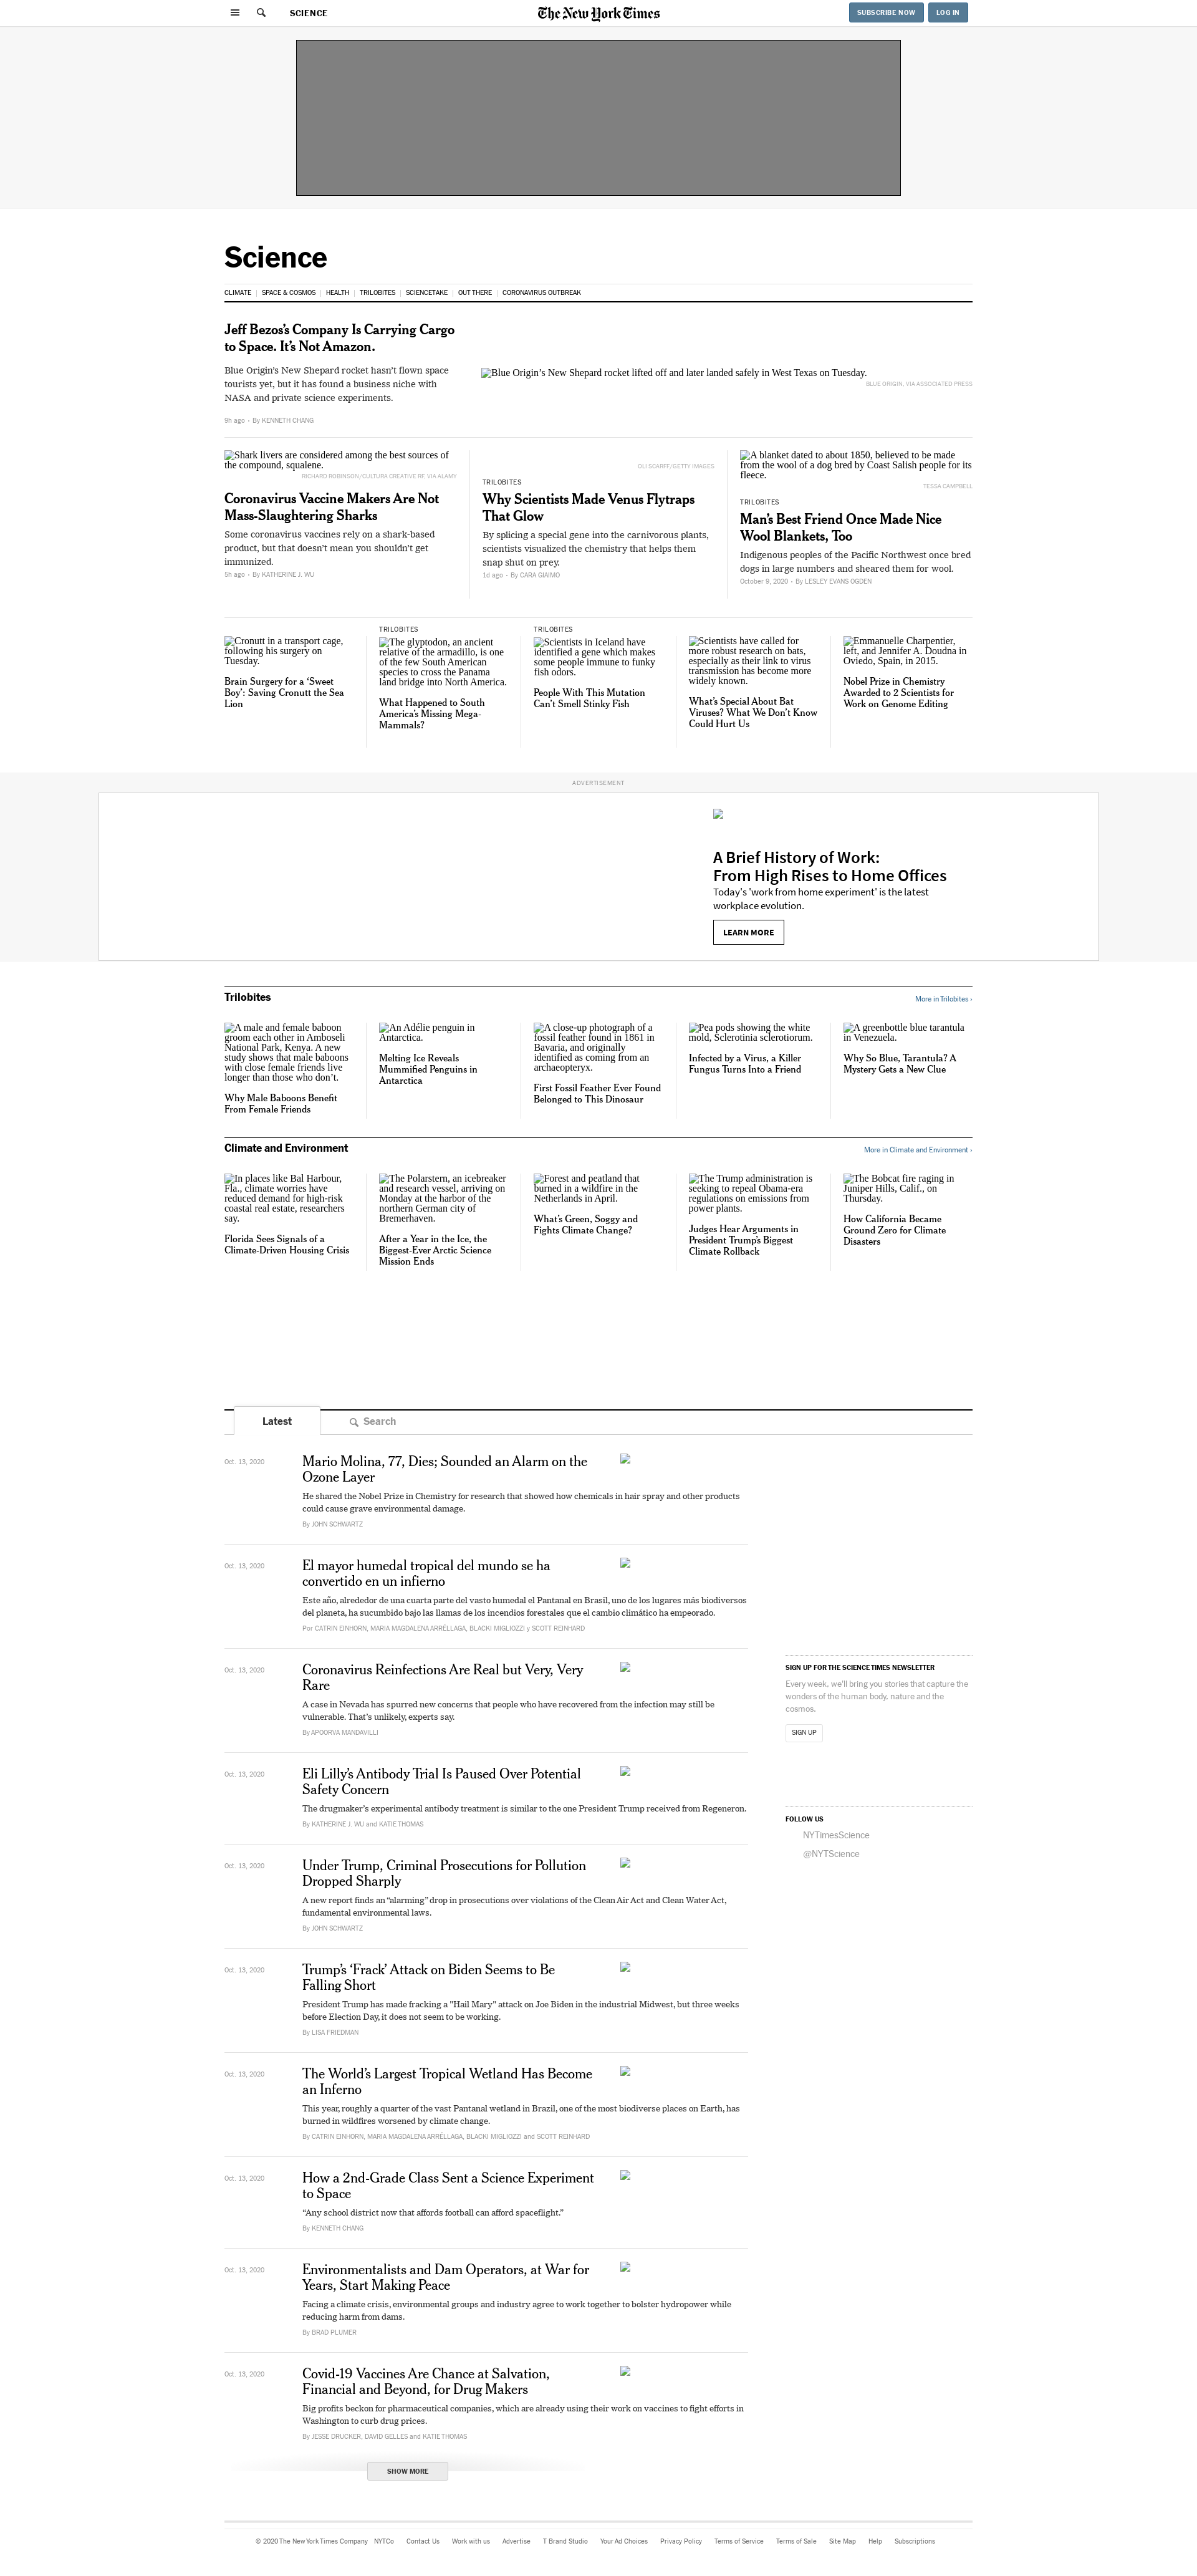 SCIENCE
The New York Times
SUBSCRIBE NOW
LOG IN
Science
CLIMATE
SPACE & COSMOS
HEALTH
TRILOBITES
SCIENCETAKE
OUT THERE
CORONAVIRUS OUTBREAK
Jeff Bezos’s Company Is Carrying Cargo
to Space. It’s Not Amazon.
Blue Origin’s New Shepard rocket hasn’t flown space
tourists yet, but it has found a business niche with
NASA and private science experiments.
9h ago • By KENNETH CHANG
Blue Origin’s New Shepard rocket lifted off and later landed safely in West Texas on Tuesday.
BLUE ORIGIN, VIA ASSOCIATED PRESS
Shark livers are considered among the best sources of
the compound, squalene.
RICHARD ROBINSON/CULTURA CREATIVE RF, VIA ALAMY
Coronavirus Vaccine Makers Are Not
Mass-Slaughtering Sharks
Some coronavirus vaccines rely on a shark-based
product, but that doesn’t mean you shouldn’t get
immunized.
5h ago • By KATHERINE J. WU
OLI SCARFF/GETTY IMAGES
TRILOBITES
Why Scientists Made Venus Flytraps
That Glow
By splicing a special gene into the carnivorous plants,
scientists visualized the chemistry that helps them
snap shut on prey.
1d ago • By CARA GIAIMO
A blanket dated to about 1850, believed to be made
from the wool of a dog bred by Coast Salish people for its
fleece.
TESSA CAMPBELL
TRILOBITES
Man’s Best Friend Once Made Nice
Wool Blankets, Too
Indigenous peoples of the Pacific Northwest once bred
dogs in large numbers and sheared them for wool.
October 9, 2020 • By LESLEY EVANS OGDEN
Cronutt in a transport cage,
following his surgery on
Tuesday.
Brain Surgery for a ‘Sweet
Boy’: Saving Cronutt the Sea
Lion
TRILOBITES
The glyptodon, an ancient
relative of the armadillo, is one
of the few South American
species to cross the Panama
land bridge into North America.
What Happened to South
America’s Missing Mega-
Mammals?
TRILOBITES
Scientists in Iceland have
identified a gene which makes
some people immune to funky
fish odors.
People With This Mutation
Can’t Smell Stinky Fish
Scientists have called for
more robust research on bats,
especially as their link to virus
transmission has become more
widely known.
What’s Special About Bat
Viruses? What We Don’t Know
Could Hurt Us
Emmanuelle Charpentier,
left, and Jennifer A. Doudna in
Oviedo, Spain, in 2015.
Nobel Prize in Chemistry
Awarded to 2 Scientists for
Work on Genome Editing
ADVERTISEMENT
A Brief History of Work:
From High Rises to Home Offices
Today's 'work from home experiment' is the latest
workplace evolution.
LEARN MORE
Trilobites
More in Trilobites ›
A male and female baboon
groom each other in Amboseli
National Park, Kenya. A new
study shows that male baboons
with close female friends live
longer than those who don’t.
Why Male Baboons Benefit
From Female Friends
An Adélie penguin in
Antarctica.
Melting Ice Reveals
Mummified Penguins in
Antarctica
A close-up photograph of a
fossil feather found in 1861 in
Bavaria, and originally
identified as coming from an
archaeopteryx.
First Fossil Feather Ever Found
Belonged to This Dinosaur
Pea pods showing the white
mold, Sclerotinia sclerotiorum.
Infected by a Virus, a Killer
Fungus Turns Into a Friend
A greenbottle blue tarantula
in Venezuela.
Why So Blue, Tarantula? A
Mystery Gets a New Clue
Climate and Environment
More in Climate and Environment ›
In places like Bal Harbour,
Fla., climate worries have
reduced demand for high-risk
coastal real estate, researchers
say.
Florida Sees Signals of a
Climate-Driven Housing Crisis
The Polarstern, an icebreaker
and research vessel, arriving on
Monday at the harbor of the
northern German city of
Bremerhaven.
After a Year in the Ice, the
Biggest-Ever Arctic Science
Mission Ends
Forest and peatland that
burned in a wildfire in the
Netherlands in April.
What’s Green, Soggy and
Fights Climate Change?
The Trump administration is
seeking to repeal Obama-era
regulations on emissions from
power plants.
Judges Hear Arguments in
President Trump’s Biggest
Climate Rollback
The Bobcat fire raging in
Juniper Hills, Calif., on
Thursday.
How California Became
Ground Zero for Climate
Disasters
Latest
Search
Oct. 13, 2020
Mario Molina, 77, Dies; Sounded an Alarm on the
Ozone Layer
He shared the Nobel Prize in Chemistry for research that showed how chemicals in hair spray and other products
could cause grave environmental damage.
By JOHN SCHWARTZ
Oct. 13, 2020
El mayor humedal tropical del mundo se ha
convertido en un infierno
Este año, alrededor de una cuarta parte del vasto humedal el Pantanal en Brasil, uno de los lugares más biodiversos
del planeta, ha sucumbido bajo las llamas de los incendios forestales que el cambio climático ha empeorado.
Por CATRIN EINHORN, MARIA MAGDALENA ARRÉLLAGA, BLACKI MIGLIOZZI y SCOTT REINHARD
Oct. 13, 2020
Coronavirus Reinfections Are Real but Very, Very
Rare
A case in Nevada has spurred new concerns that people who have recovered from the infection may still be
vulnerable. That’s unlikely, experts say.
By APOORVA MANDAVILLI
Oct. 13, 2020
Eli Lilly’s Antibody Trial Is Paused Over Potential
Safety Concern
The drugmaker’s experimental antibody treatment is similar to the one President Trump received from Regeneron.
By KATHERINE J. WU and KATIE THOMAS
Oct. 13, 2020
Under Trump, Criminal Prosecutions for Pollution
Dropped Sharply
A new report finds an “alarming” drop in prosecutions over violations of the Clean Air Act and Clean Water Act,
fundamental environmental laws.
By JOHN SCHWARTZ
Oct. 13, 2020
Trump’s ‘Frack’ Attack on Biden Seems to Be
Falling Short
President Trump has made fracking a "Hail Mary" attack on Joe Biden in the industrial Midwest, but three weeks
before Election Day, it does not seem to be working.
By LISA FRIEDMAN
Oct. 13, 2020
The World’s Largest Tropical Wetland Has Become
an Inferno
This year, roughly a quarter of the vast Pantanal wetland in Brazil, one of the most biodiverse places on Earth, has
burned in wildfires worsened by climate change.
By CATRIN EINHORN, MARIA MAGDALENA ARRÉLLAGA, BLACKI MIGLIOZZI and SCOTT REINHARD
Oct. 13, 2020
How a 2nd-Grade Class Sent a Science Experiment
to Space
“Any school district now that affords football can afford spaceflight.”
By KENNETH CHANG
Oct. 13, 2020
Environmentalists and Dam Operators, at War for
Years, Start Making Peace
Facing a climate crisis, environmental groups and industry agree to work together to bolster hydropower while
reducing harm from dams.
By BRAD PLUMER
Oct. 13, 2020
Covid-19 Vaccines Are Chance at Salvation,
Financial and Beyond, for Drug Makers
Big profits beckon for pharmaceutical companies, which are already using their work on vaccines to fight efforts in
Washington to curb drug prices.
By JESSE DRUCKER, DAVID GELLES and KATIE THOMAS
SHOW MORE
SIGN UP FOR THE SCIENCE TIMES NEWSLETTER
Every week, we'll bring you stories that capture the
wonders of the human body, nature and the
cosmos.
SIGN UP
FOLLOW US
NYTimesScience
@NYTScience
© 2020 The New York Times Company
NYTCo
Contact Us
Work with us
Advertise
T Brand Studio
Your Ad Choices
Privacy Policy
Terms of Service
Terms of Sale
Site Map
Help
Subscriptions